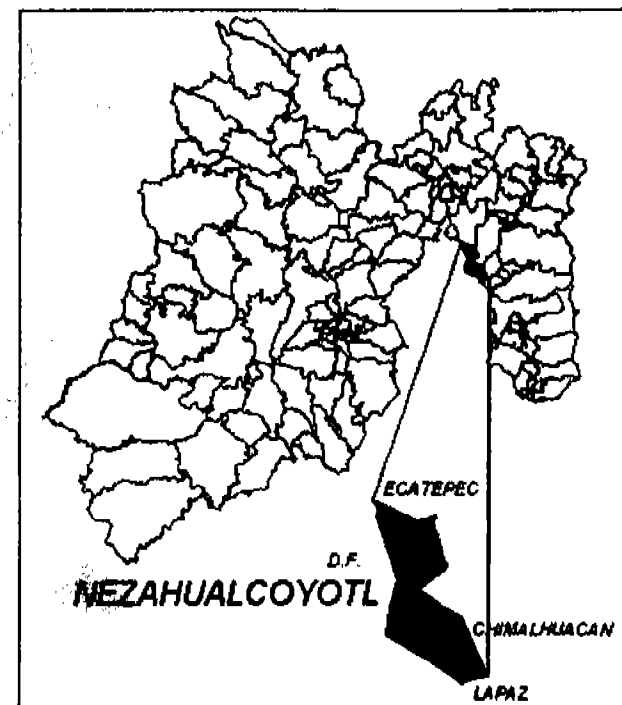 ECATEPEC
D.F.
NEZAHUALCOYOTL
CHIMALHUACAN
LAPAZ